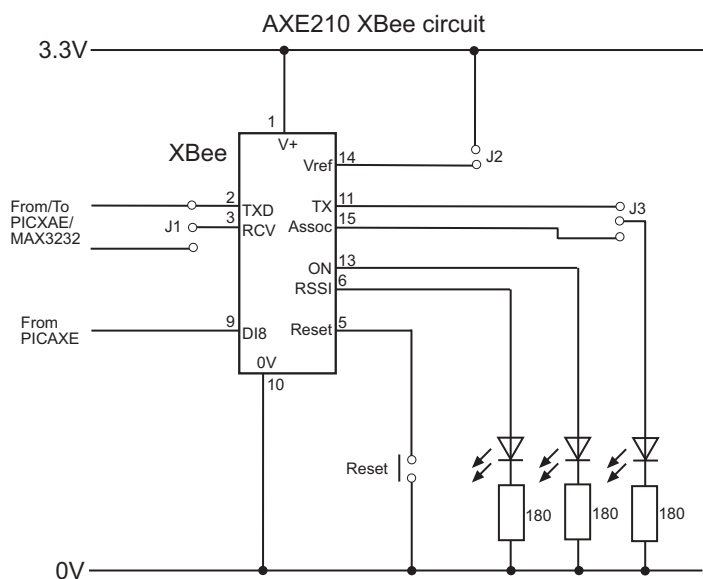 AXE210 XBee circuit
3.3V
1
V+
XBee
Vref
14
J2
From/To
PICXAE/
MAX3232
2
TXD
J1
3
RCV
TX
11
J3
Assoc
15
ON
13
RSSI
6
From
PICAXE
9
DI8
Reset
5
0V
10
Reset
180
180
180
0V